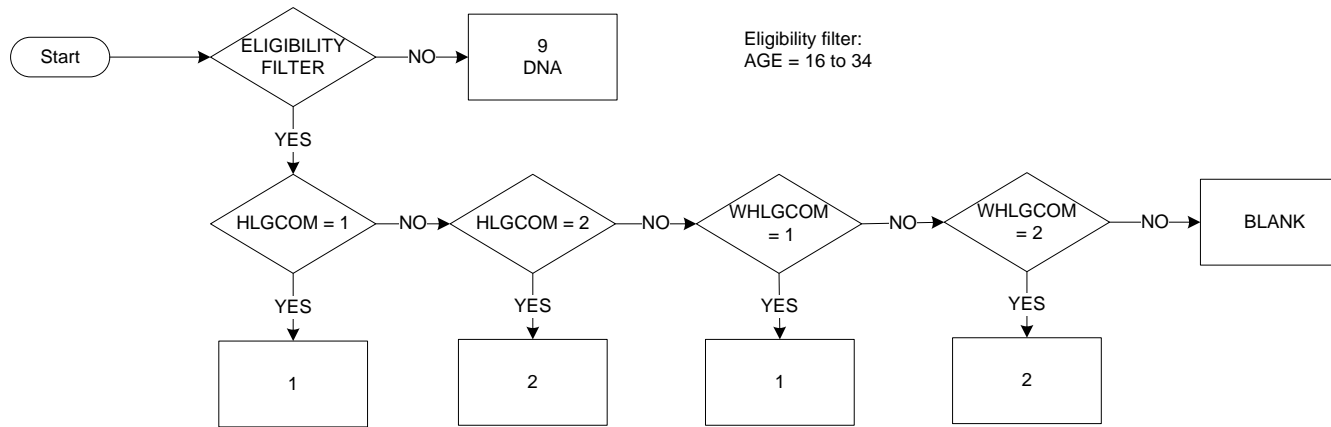 Start
ELIGIBILITY
FILTER
NO
9
DNA
Eligibility filter:
AGE = 16 to 34
YES
HLGCOM = 1
NO
HLGCOM = 2
NO
WHLGCOM
= 1
NO
WHLGCOM
= 2
NO
BLANK
YES
YES
YES
YES
1
2
1
2